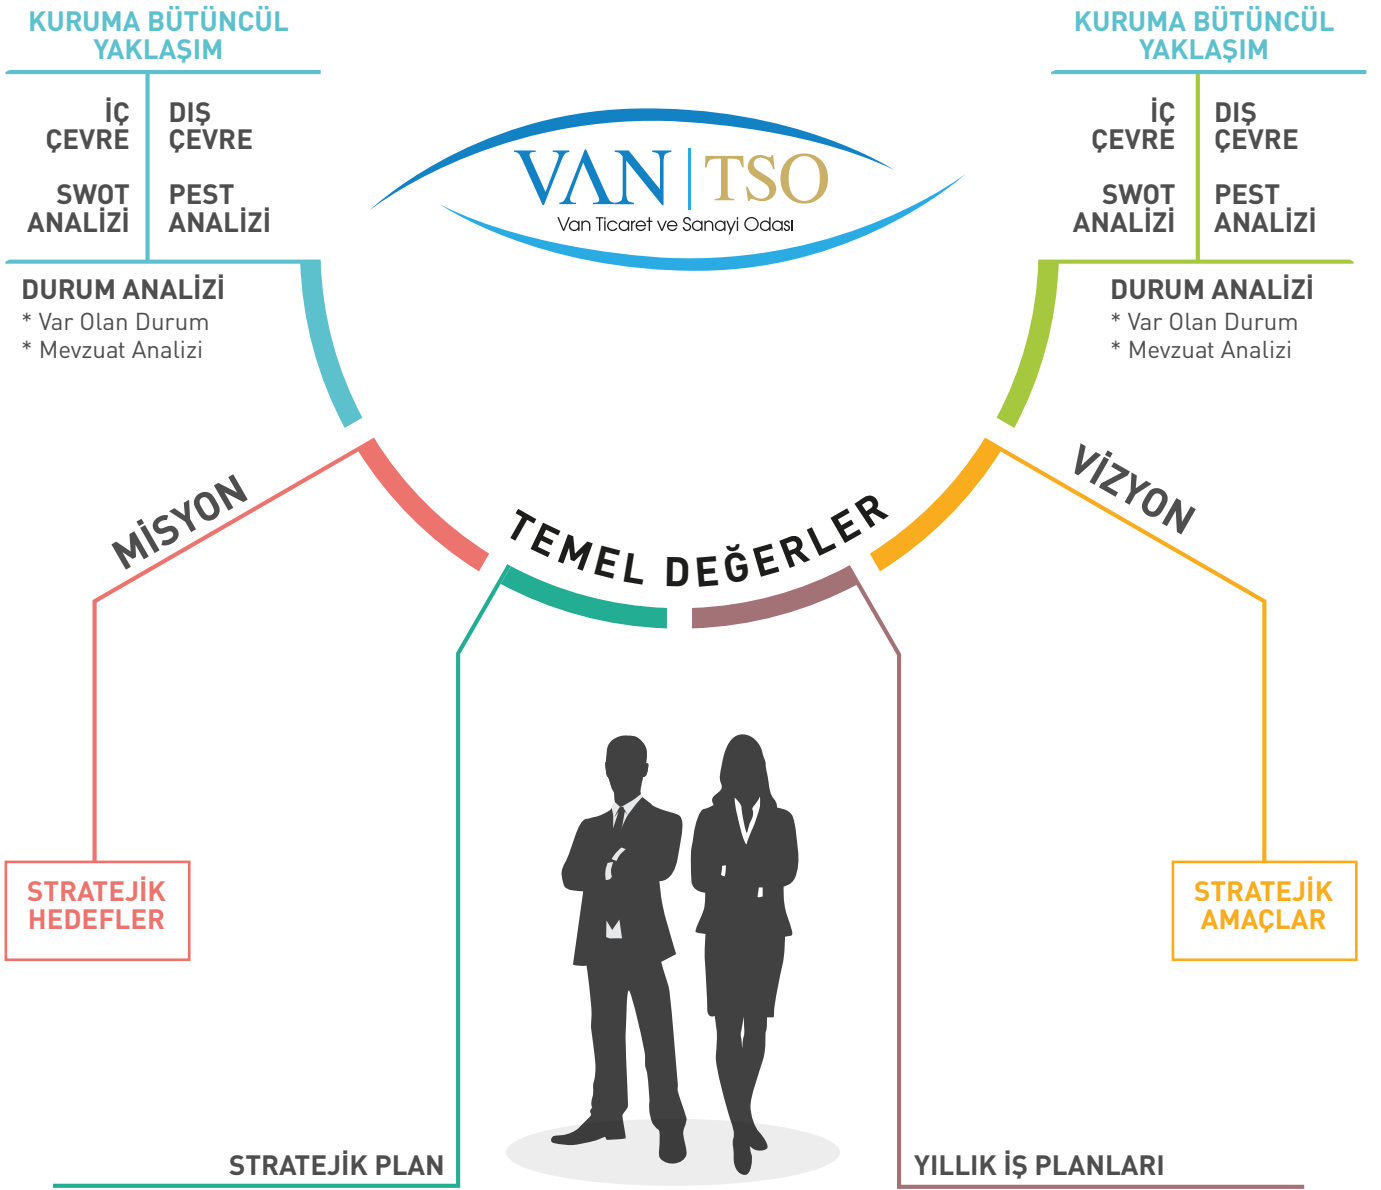 KURUMA BÜTÜNCÜL
YAKLAŞIM
İÇ
ÇEVRE
DIŞ
ÇEVRE
SWOT
ANALİZİ
PEST
ANALİZİ
DURUM ANALİZİ
* Var Olan Durum
* Mevzuat Analizi
VAN TSO
Van Ticaret ve Sanayi Odası
KURUMA BÜTÜNCÜL
YAKLAŞIM
İÇ
ÇEVRE
DIŞ
ÇEVRE
SWOT
ANALİZİ
PEST
ANALİZİ
DURUM ANALİZİ
* Var Olan Durum
* Mevzuat Analizi
MİSYON
TEMEL DEĞERLER
VİZYON
STRATEJİK
HEDEFLER
STRATEJİK
AMAÇLAR
STRATEJİK PLAN
YILLIK İŞ PLANLARI